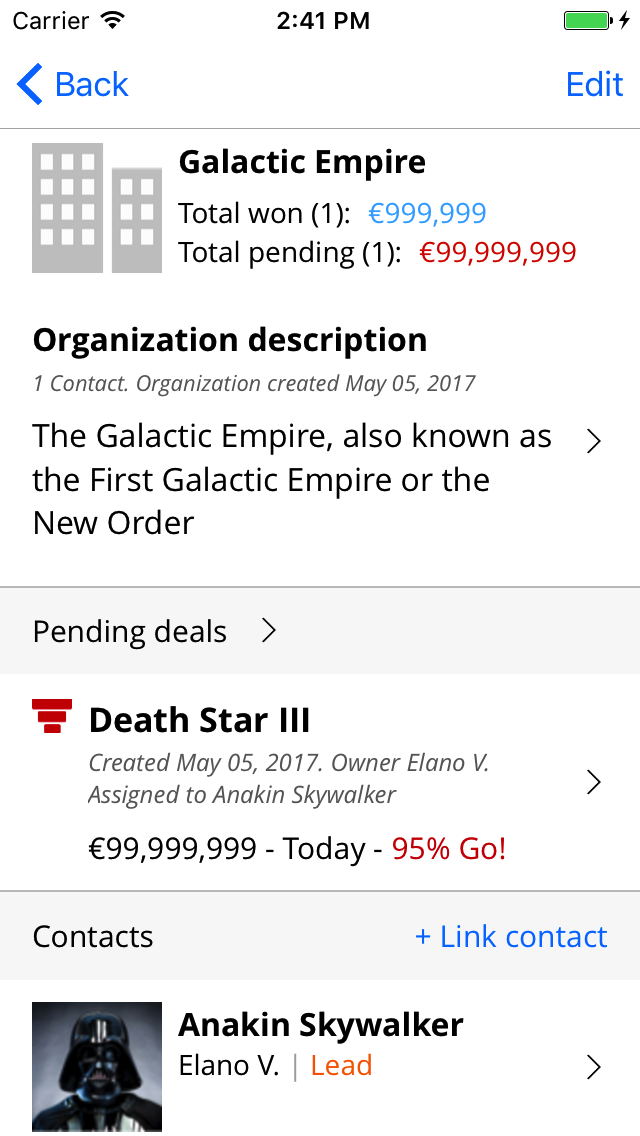 Carrier 2:41 PM
Back Edit
Galactic Empire
Total won (1): €999,999
Total pending (1): €99,999,999
Organization description
1 Contact. Organization created May 05, 2017
The Galactic Empire, also known as
the First Galactic Empire or the
New Order
Pending deals
Death Star III
Created May 05, 2017. Owner Elano V.
Assigned to Anakin Skywalker
€99,999,999 - Today - 95% Go!
Contacts + Link contact
Anakin Skywalker
Elano V. | Lead